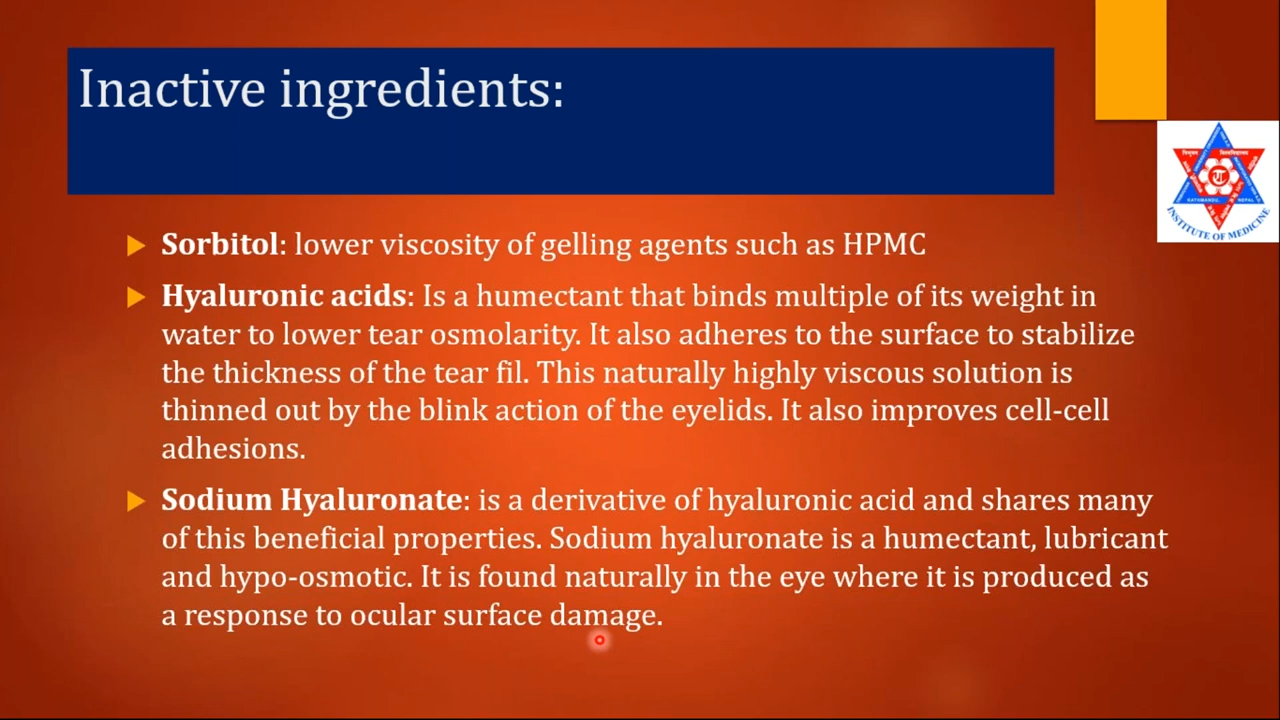 Inactive ingredients:
Sorbitol: lower viscosity of gelling agents such as HPMC
Hyaluronic acids: Is a humectant that binds multiple of its weight in
water to lower tear osmolarity. It also adheres to the surface to stabilize
the thickness of the tear fil. This naturally highly viscous solution is
thinned out by the blink action of the eyelids. It also improves cell-cell
adhesions.
Sodium Hyaluronate: is a derivative of hyaluronic acid and shares many
of this beneficial properties. Sodium hyaluronate is a humectant, lubricant
and hypo-osmotic. It is found naturally in the eye where it is produced as
a response to ocular surface damage.
KATHMANDU, NEPAL
INSTITUTE OF MEDICINE